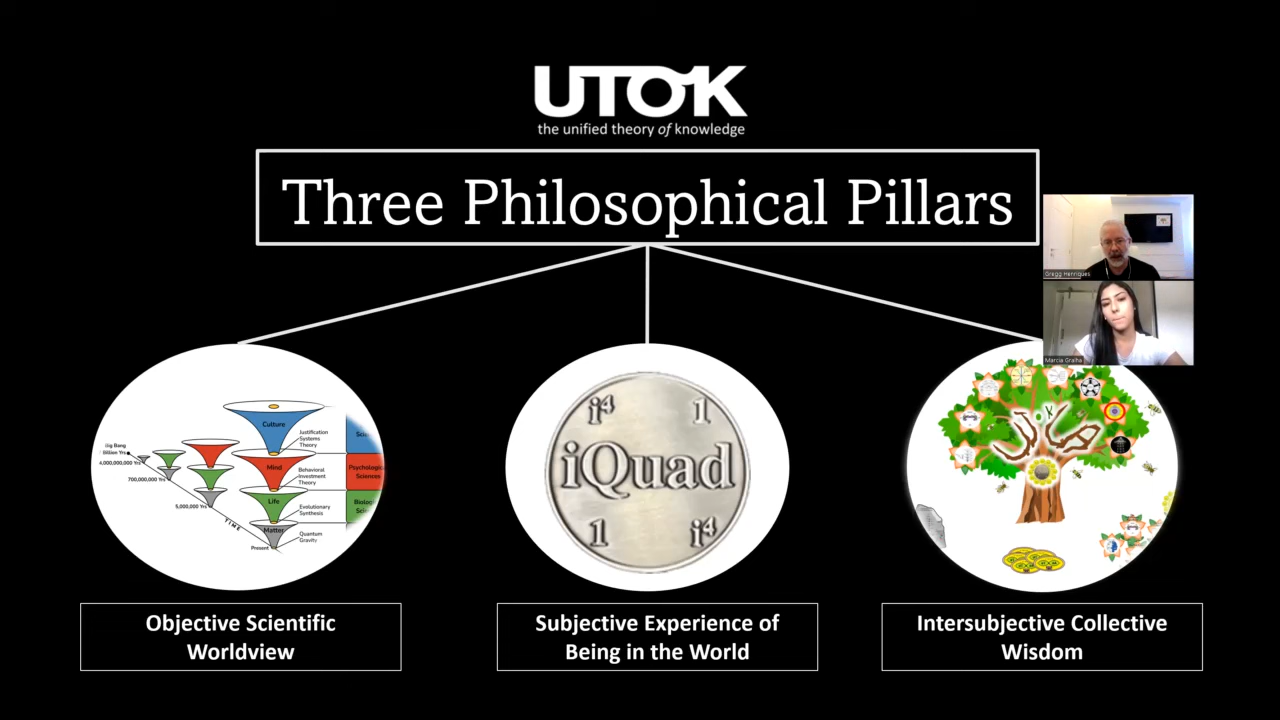 UTOK
the unified theory of knowledge
Three Philosophical Pillars
Gregg Henriques
Marcia Gralha
Big Bang
Billion Yrs
4,000,000,000 Yrs
700,000,000 Yrs
5,000,000 Yrs
TIME
Present
Culture
Mind
Life
Matter
Justification
Systems
Theory
Behavioral
Investment
Theory
Evolutionary
Synthesis
Quantum
Gravity
Psychological
Sciences
i⁴ 1
iQuad
1 i⁴
Objective Scientific
Worldview
Subjective Experience of
Being in the World
Intersubjective Collective
Wisdom